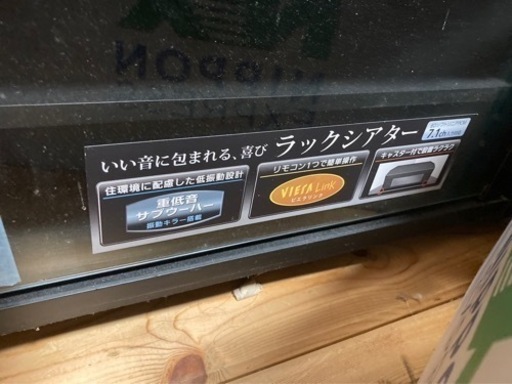 いい音に包まれる、喜び ラックシアター
7.1ch
住環境に配慮した低振動設計
重低音
サブウーハー
振動キラー搭載
リモコン1つで簡単操作
VIERA Link
ビエラリンク
キャスター付で設置ラクラク
NIPPON